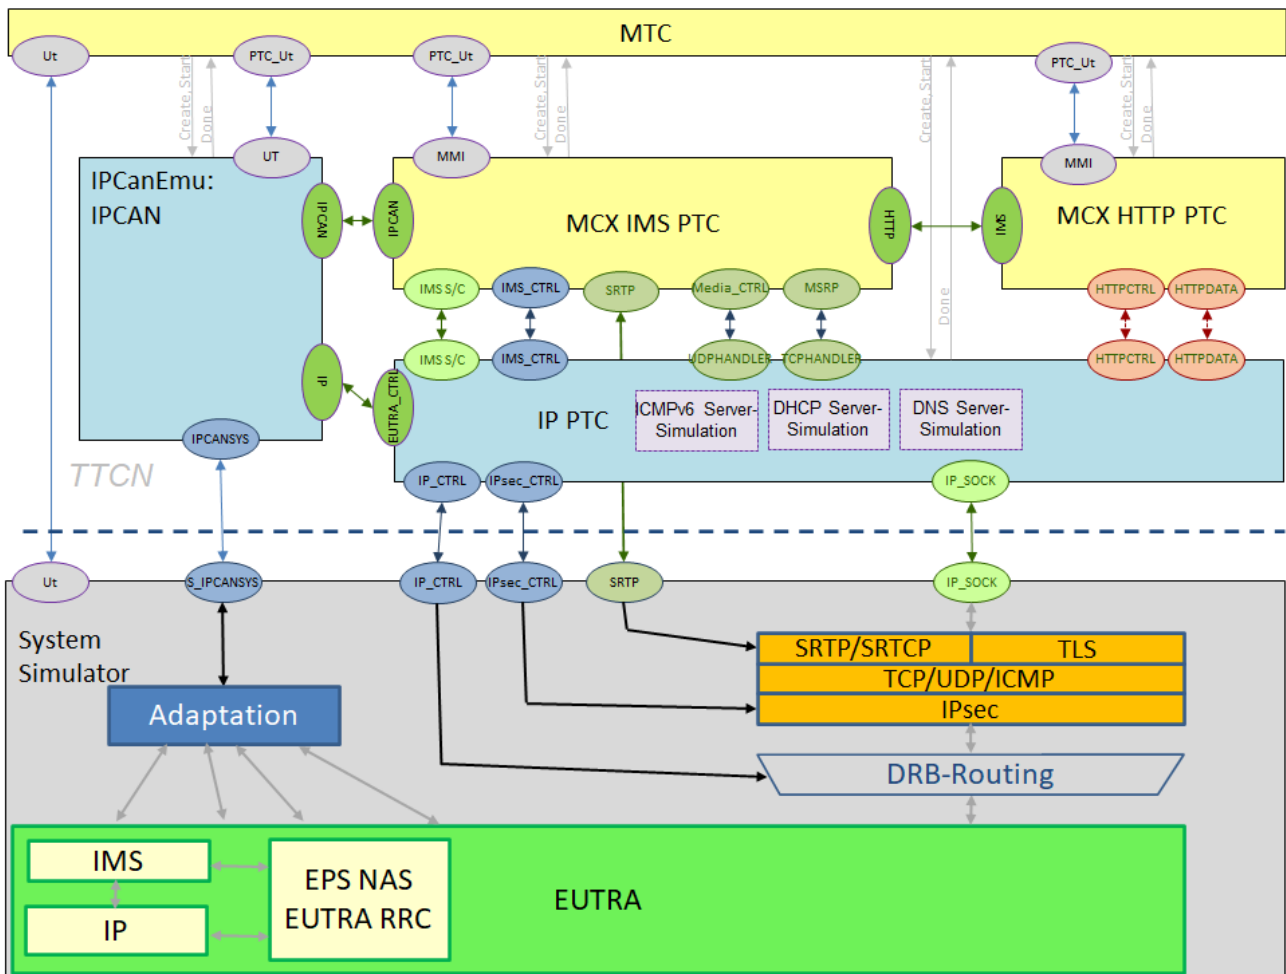 MTC
Ut
PTC_Ut
PTC_Ut
PTC_Ut
Create, Start
Done
Create, Start
Done
Create, Start
Done
Create, Start
Done
UT
MMI
MMI
IPCanEmu:
IPCAN
IPCAN
IPCAN
MCX IMS PTC
HTTP
SMI
MCX HTTP PTC
IMS S/C
IMS_CTRL
SRTP
Media_CTRL
MSRP
HTTPCTRL
HTTPDATA
IMS S/C
IMS_CTRL
UDPHANDLER
TCPHANDLER
HTTPCTRL
HTTPDATA
IP
EUTRA_CTRL
IP PTC
ICMPv6 Server-
Simulation
DHCP Server-
Simulation
DNS Server-
Simulation
IPCANSYS
TTCN
IP_CTRL
IPsec_CTRL
IP_SOCK
Ut
S_IPCANSYS
IP_CTRL
IPsec_CTRL
SRTP
IP_SOCK
System
Simulator
SRTP/SRTCP
TLS
TCP/UDP/ICMP
IPsec
Adaptation
DRB-Routing
IMS
IP
EPS NAS
EUTRA RRC
EUTRA